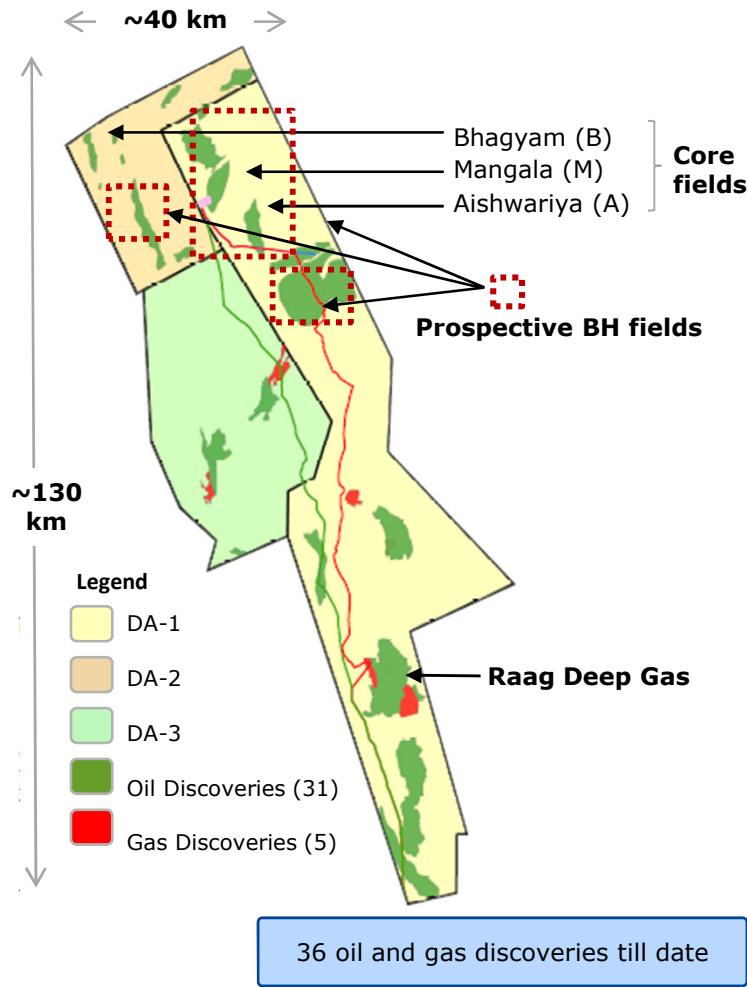 ~40 km
Bhagyam (B)
Mangala (M)
Aishwariya (A)
Core
fields
Prospective BH fields
~130
km
Legend
DA-1
DA-2
DA-3
Oil Discoveries (31)
Gas Discoveries (5)
Raag Deep Gas
36 oil and gas discoveries till date